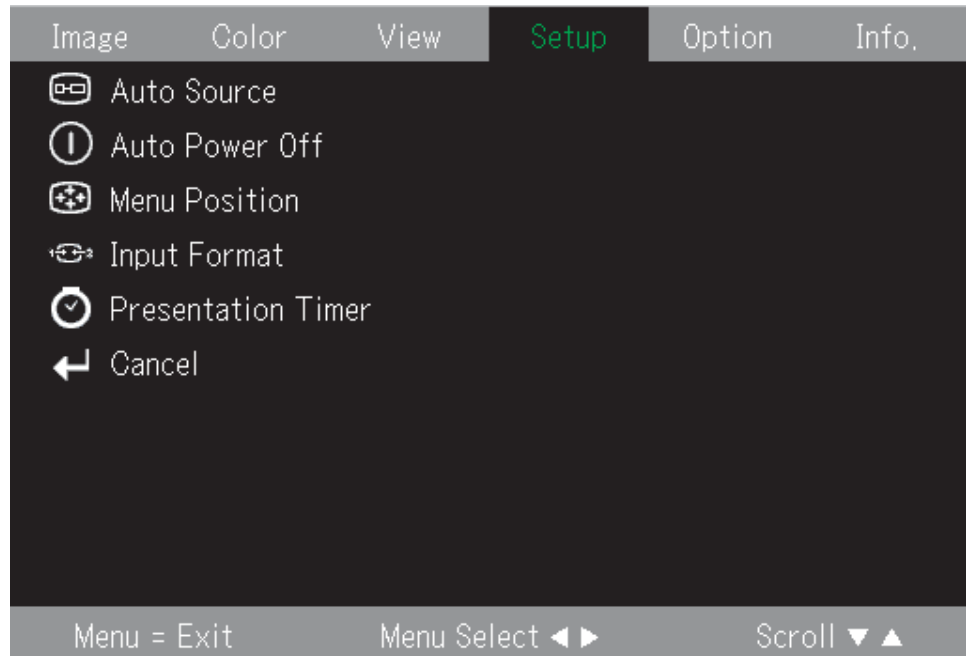 Image Color View Setup Option Info.
Auto Source
Auto Power Off
Menu Position
Input Format
Presentation Timer
Cancel
Menu = Exit Menu Select ◀ ▶ Scroll ▼ ▲